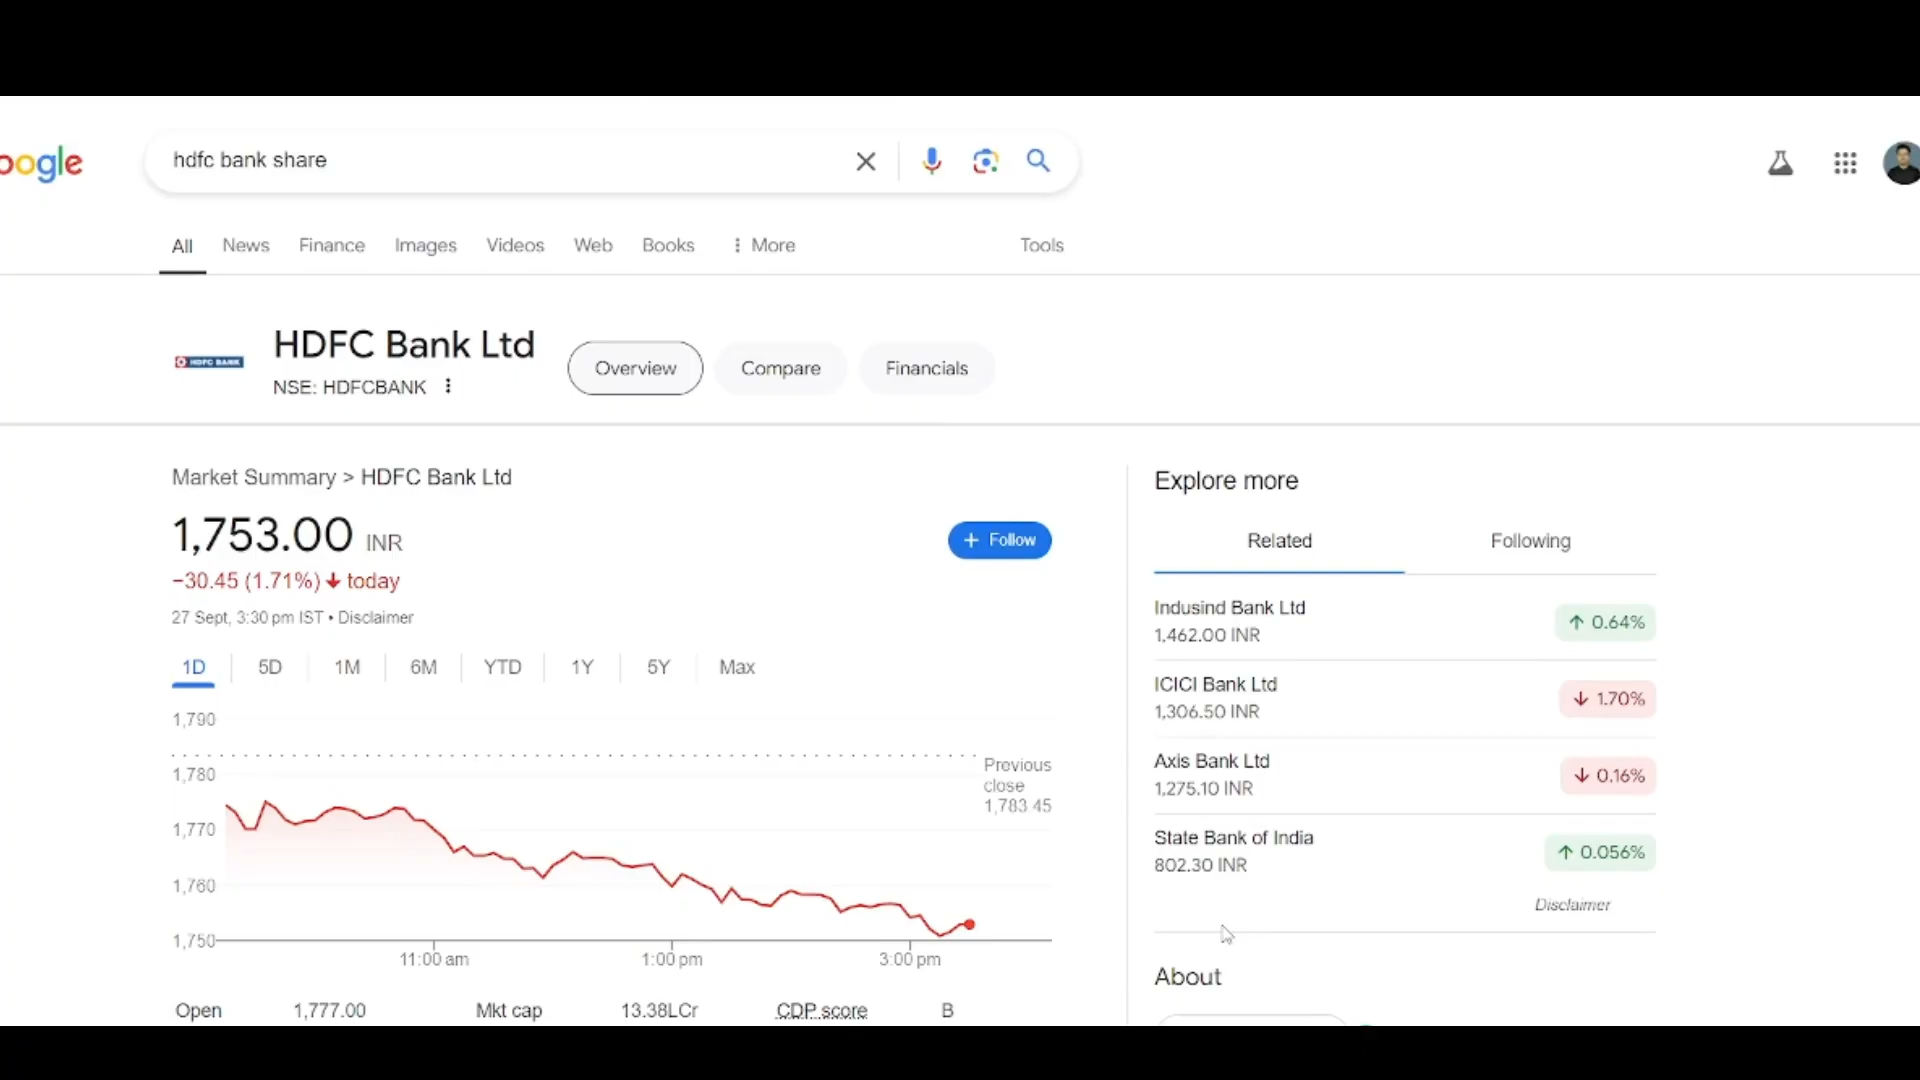 oogle
hdfc bank share
All News Finance Images Videos Web Books More Tools
HDFC BANK
HDFC Bank Ltd
NSE: HDFCBANK
Overview Compare Financials
Market Summary > HDFC Bank Ltd
1,753.00 INR
+ Follow
−30.45 (1.71%) ↓ today
27 Sept, 3:30 pm IST • Disclaimer
1D 5D 1M 6M YTD 1Y 5Y Max
1,790
1,780
1,770
1,760
1,750
Previous
close
1,783.45
11:00 am 1:00 pm 3:00 pm
Open 1,777.00 Mkt cap 13.38LCr CDP score B
Explore more
Related Following
Indusind Bank Ltd
1,462.00 INR ↑ 0.64%
ICICI Bank Ltd
1,306.50 INR ↓ 1.70%
Axis Bank Ltd
1,275.10 INR ↓ 0.16%
State Bank of India
802.30 INR ↑ 0.056%
Disclaimer
About